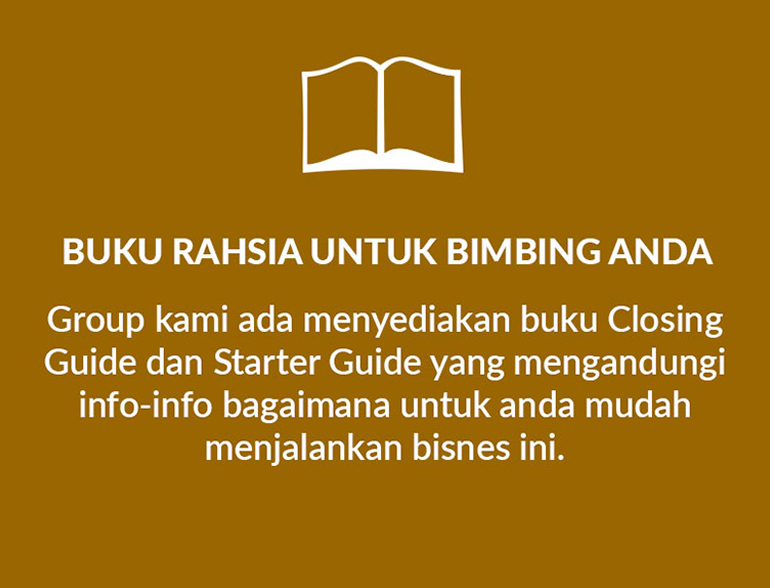 BUKU RAHSIA UNTUK BIMBING ANDA
Group kami ada menyediakan buku Closing
Guide dan Starter Guide yang mengandungi
info-info bagaimana untuk anda mudah
menjalankan bisnes ini.